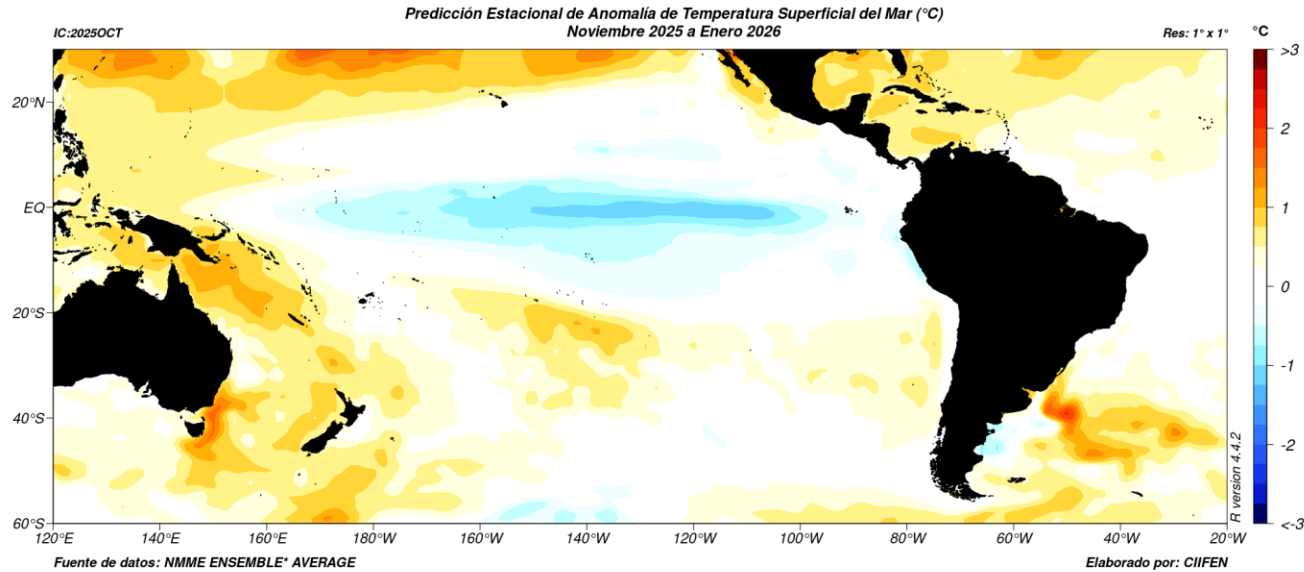 Predicción Estacional de Anomalía de Temperatura Superficial del Mar (°C)
Noviembre 2025 a Enero 2026
IC:2025OCT
Res: 1° x 1°
°C
>3
2
1
0
-1
-2
<-3
20°N
EQ
20°S
40°S
60°S
120°E
140°E
160°E
180°W
160°W
140°W
120°W
100°W
80°W
60°W
40°W
20°W
R version 4.4.2
Fuente de datos: NMME ENSEMBLE* AVERAGE
Elaborado por: CIIFEN